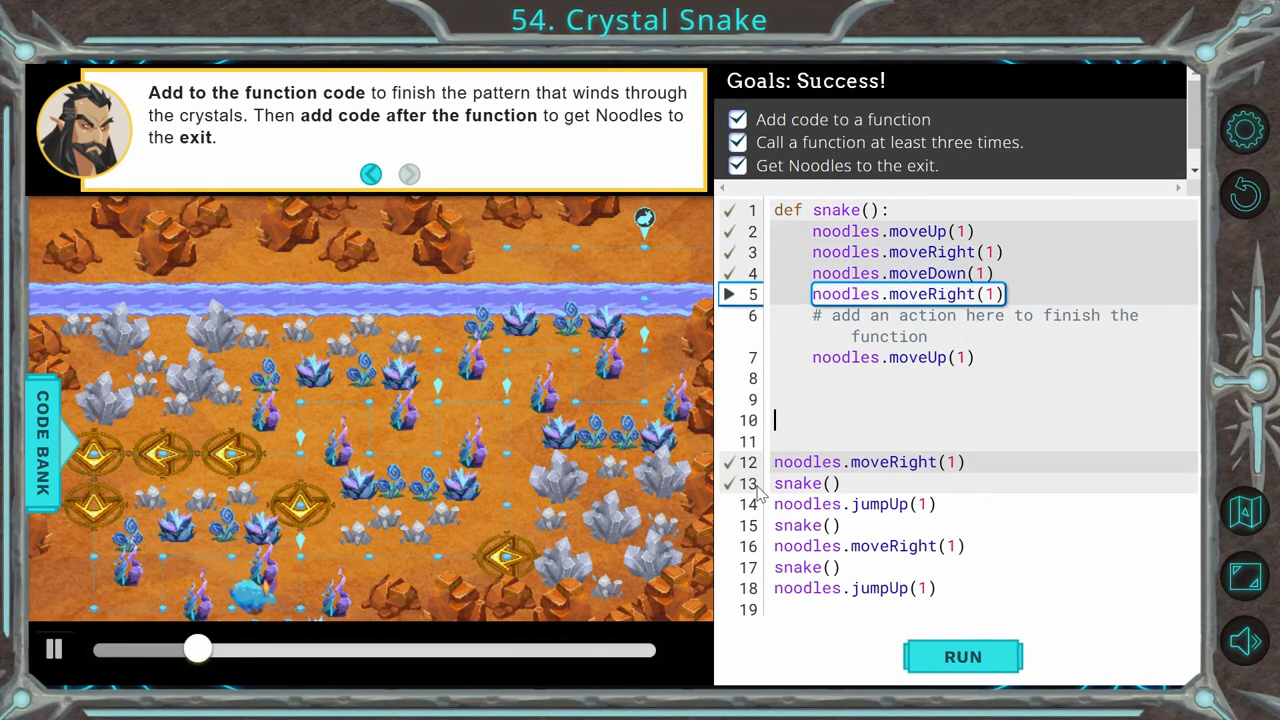 54. Crystal Snake
Add to the function code to finish the pattern that winds through
the crystals. Then add code after the function to get Noodles to
the exit.
Goals: Success!
Add code to a function
Call a function at least three times.
Get Noodles to the exit.
CODE BANK
1 def snake():
2 noodles.moveUp(1)
3 noodles.moveRight(1)
4 noodles.moveDown(1)
5 noodles.moveRight(1)
6 # add an action here to finish the
function
7 noodles.moveUp(1)
8
9
10
11
12 noodles.moveRight(1)
13 snake()
14 noodles.jumpUp(1)
15 snake()
16 noodles.moveRight(1)
17 snake()
18 noodles.jumpUp(1)
19
RUN